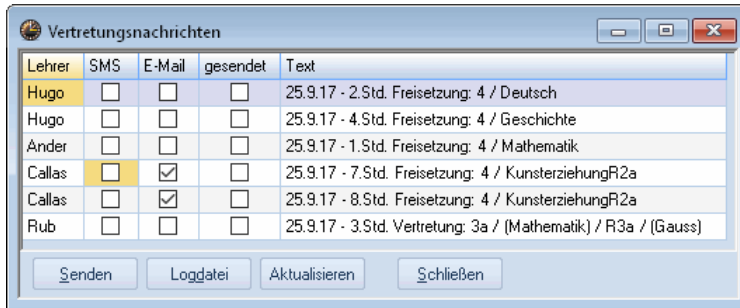 Vertretungsnachrichten
Lehrer SMS E-Mail gesendet Text
Hugo 25.9.17 - 2.Std. Freisetzung: 4 / Deutsch
Hugo 25.9.17 - 4.Std. Freisetzung: 4 / Geschichte
Ander 25.9.17 - 1.Std. Freisetzung: 4 / Mathematik
Callas 25.9.17 - 7.Std. Freisetzung: 4 / KunsterziehungR2a
Callas 25.9.17 - 8.Std. Freisetzung: 4 / KunsterziehungR2a
Rub 25.9.17 - 3.Std. Vertretung: 3a / (Mathematik) / R3a / (Gauss)
Senden Logdatei Aktualisieren Schließen